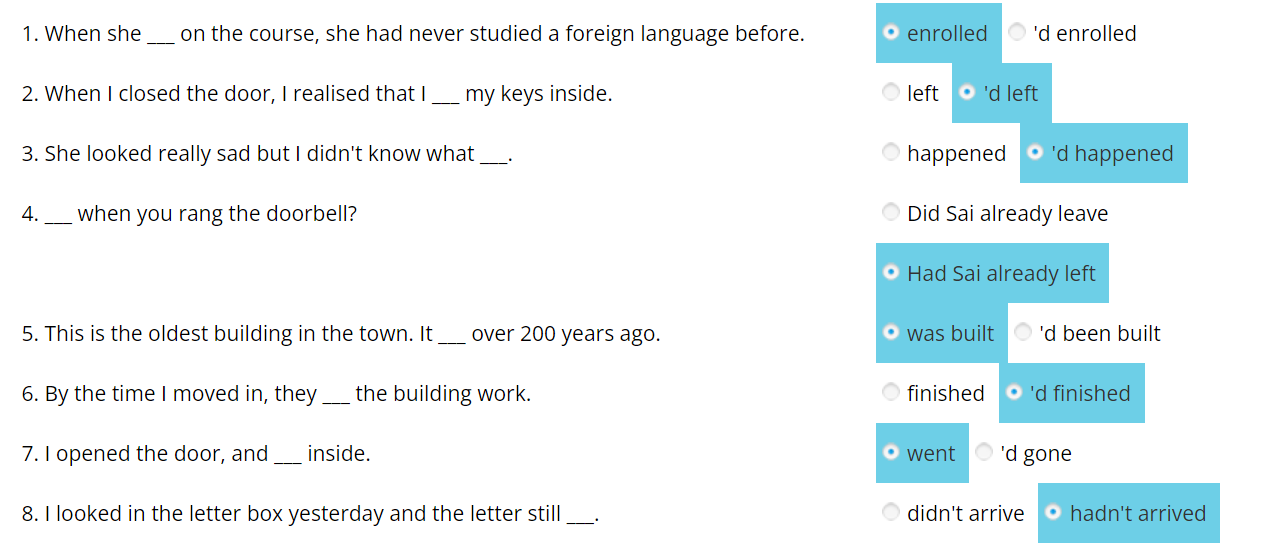 1. When she ___ on the course, she had never studied a foreign language before. enrolled 'd enrolled
2. When I closed the door, I realised that I ___ my keys inside. left 'd left
3. She looked really sad but I didn't know what ___. happened 'd happened
4. ___ when you rang the doorbell? Did Sai already leave
Had Sai already left
5. This is the oldest building in the town. It ___ over 200 years ago. was built 'd been built
6. By the time I moved in, they ___ the building work. finished 'd finished
7. I opened the door, and ___ inside. went 'd gone
8. I looked in the letter box yesterday and the letter still ___. didn't arrive hadn't arrived